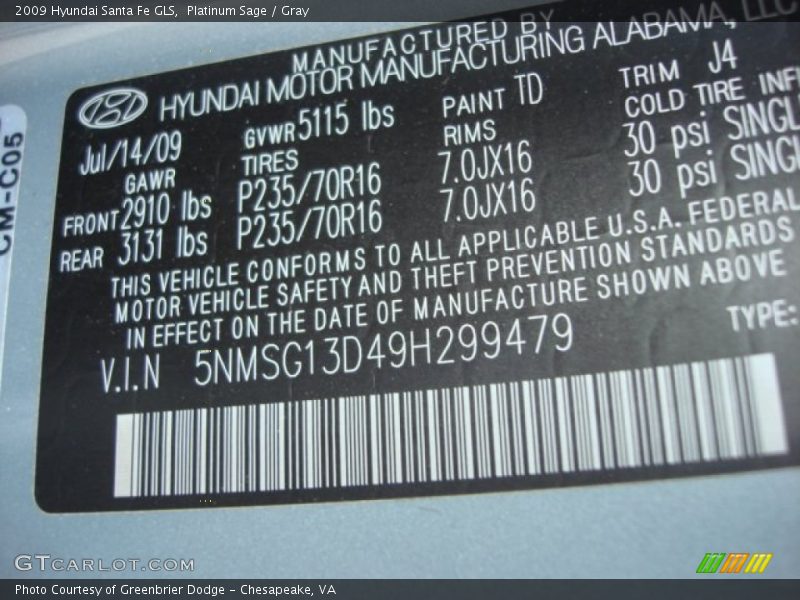 2009 Hyundai Santa Fe GLS,  Platinum Sage / Gray
MANUFACTURED BY
HYUNDAI MOTOR MANUFACTURING ALABAMA, LLC
Jul/14/09 GVWR 5115 lbs PAINT TD TRIM J4
GAWR TIRES RIMS COLD TIRE INFL
FRONT 2910 lbs P235/70R16 7.0JX16 30 psi SINGL
REAR 3131 lbs P235/70R16 7.0JX16 30 psi SINGL
THIS VEHICLE CONFORMS TO ALL APPLICABLE U.S.A. FEDERAL
MOTOR VEHICLE SAFETY AND THEFT PREVENTION STANDARDS
IN EFFECT ON THE DATE OF MANUFACTURE SHOWN ABOVE
V.I.N 5NMSG13D49H299479 TYPE:
CM-C05
GTCARLOT.COM
Photo Courtesy of Greenbrier Dodge - Chesapeake, VA